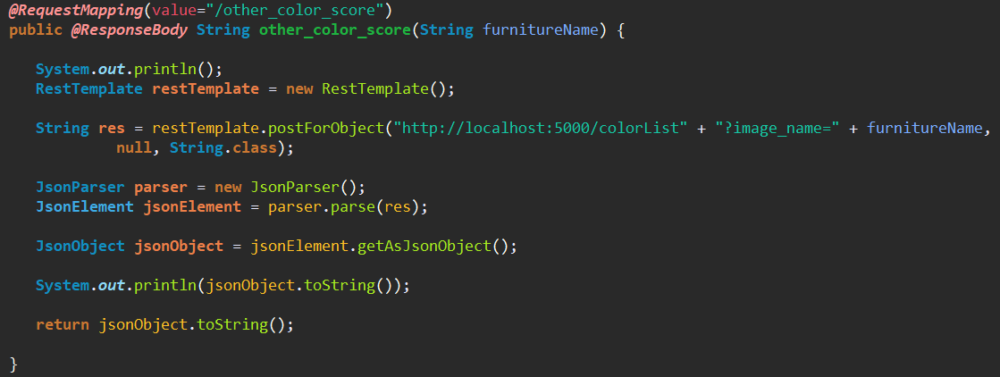 @RequestMapping(value="/other_color_score")
public @ResponseBody String other_color_score(String furnitureName) {
System.out.println();
RestTemplate restTemplate = new RestTemplate();
String res = restTemplate.postForObject("http://localhost:5000/colorList" + "?image_name=" + furnitureName,
null, String.class);
JsonParser parser = new JsonParser();
JsonElement jsonElement = parser.parse(res);
JsonObject jsonObject = jsonElement.getAsJsonObject();
System.out.println(jsonObject.toString());
return jsonObject.toString();
}